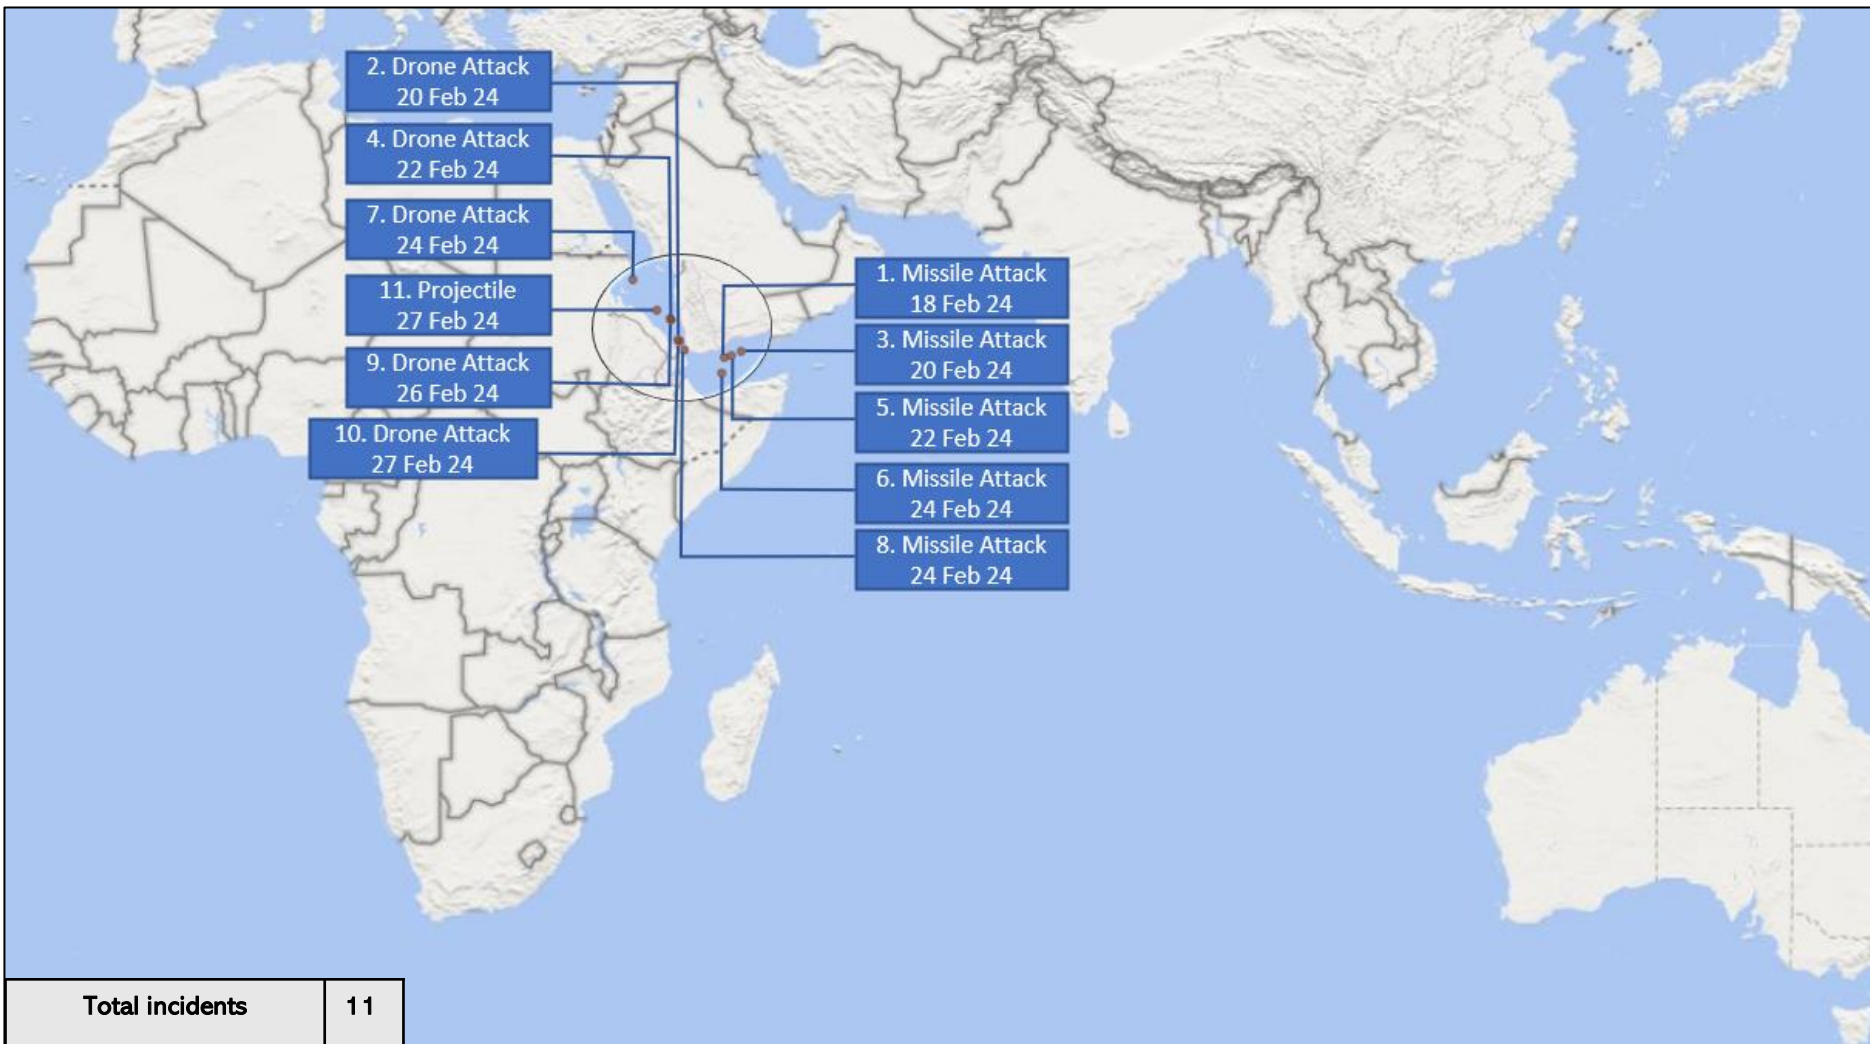 2. Drone Attack
20 Feb 24
4. Drone Attack
22 Feb 24
7. Drone Attack
24 Feb 24
11. Projectile
27 Feb 24
9. Drone Attack
26 Feb 24
10. Drone Attack
27 Feb 24
1. Missile Attack
18 Feb 24
3. Missile Attack
20 Feb 24
5. Missile Attack
22 Feb 24
6. Missile Attack
24 Feb 24
8. Missile Attack
24 Feb 24
Total incidents 11